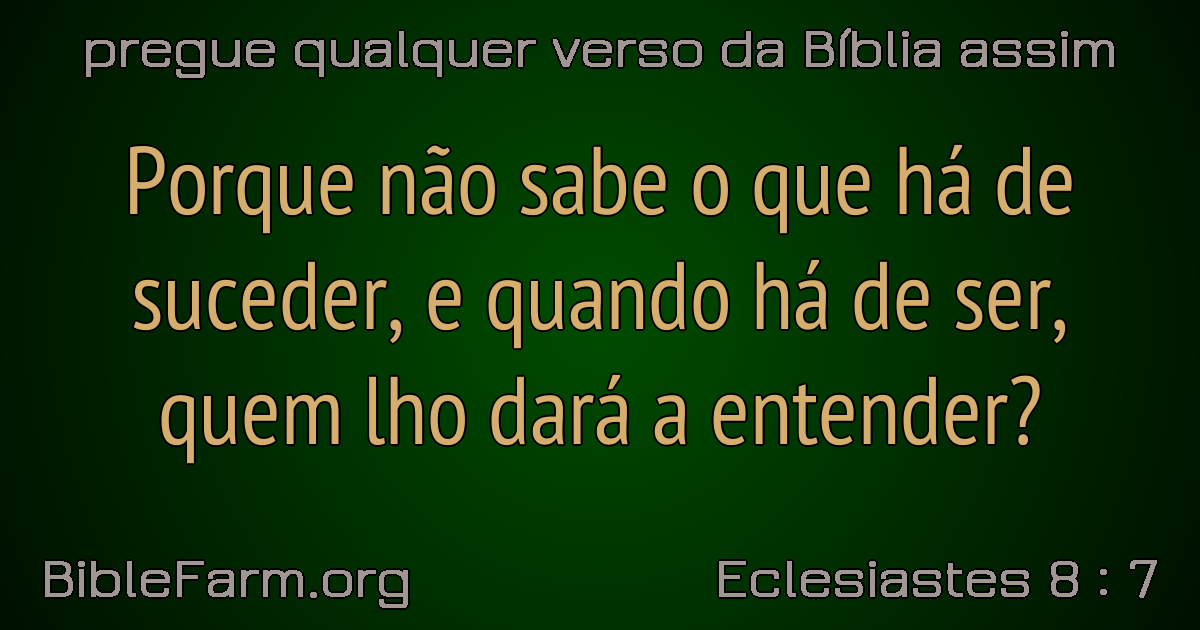 pregue qualquer verso da Bíblia assim
Porque não sabe o que há de
suceder, e quando há de ser,
quem lho dará a entender?
BibleFarm.org
Eclesiastes 8 : 7